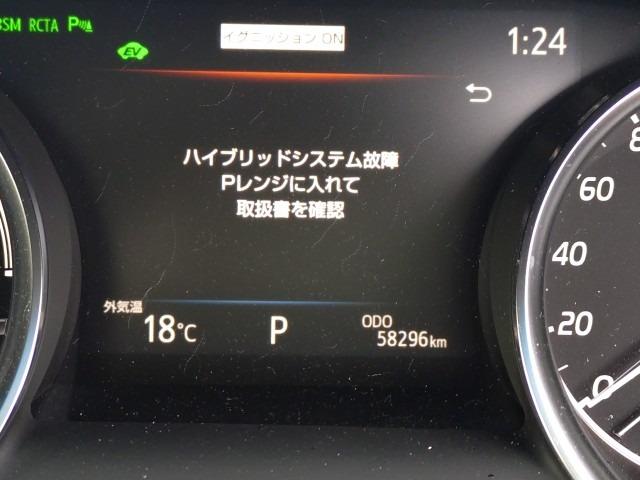 BSM RCTA P
イグニッション ON
1:24
EV
ハイブリッドシステム故障
Pレンジに入れて
取扱書を確認
外気温
18℃
P
ODO
58296km
80
60
40
20
0